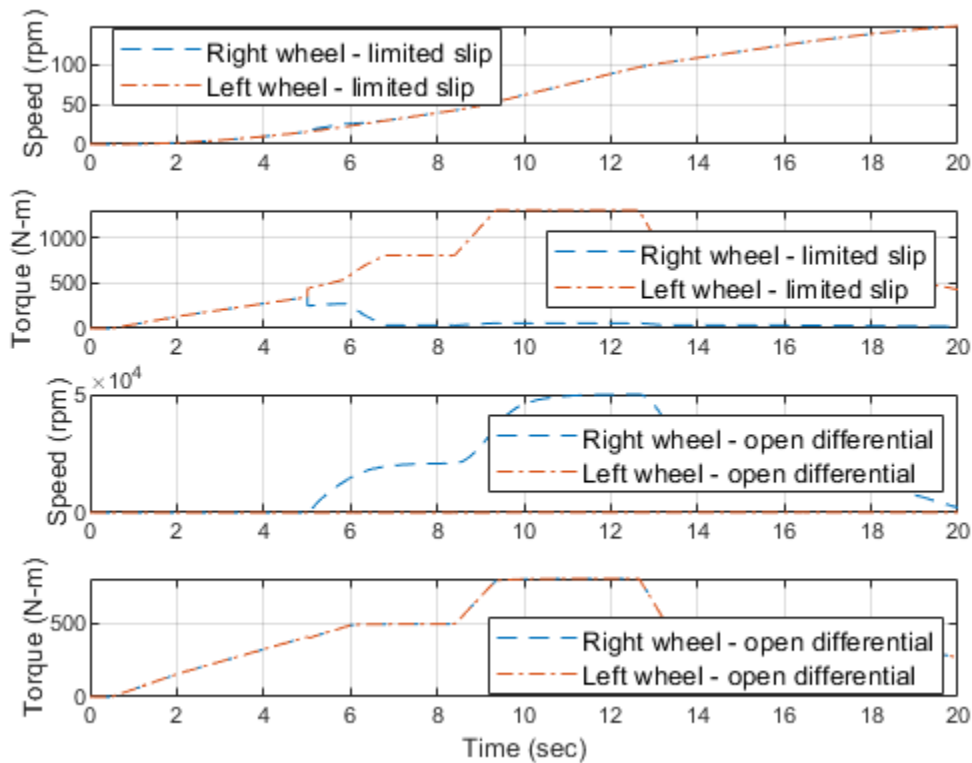 Speed (rpm)
100
50
0
Right wheel - limited slip
Left wheel - limited slip
0 2 4 6 8 10 12 14 16 18 20
Torque (N-m)
1000
500
0
Right wheel - limited slip
Left wheel - limited slip
0 2 4 6 8 10 12 14 16 18 20
×10⁴
Speed (rpm)
5
0
Right wheel - open differential
Left wheel - open differential
0 2 4 6 8 10 12 14 16 18 20
Torque (N-m)
500
0
Right wheel - open differential
Left wheel - open differential
0 2 4 6 8 10 12 14 16 18 20
Time (sec)